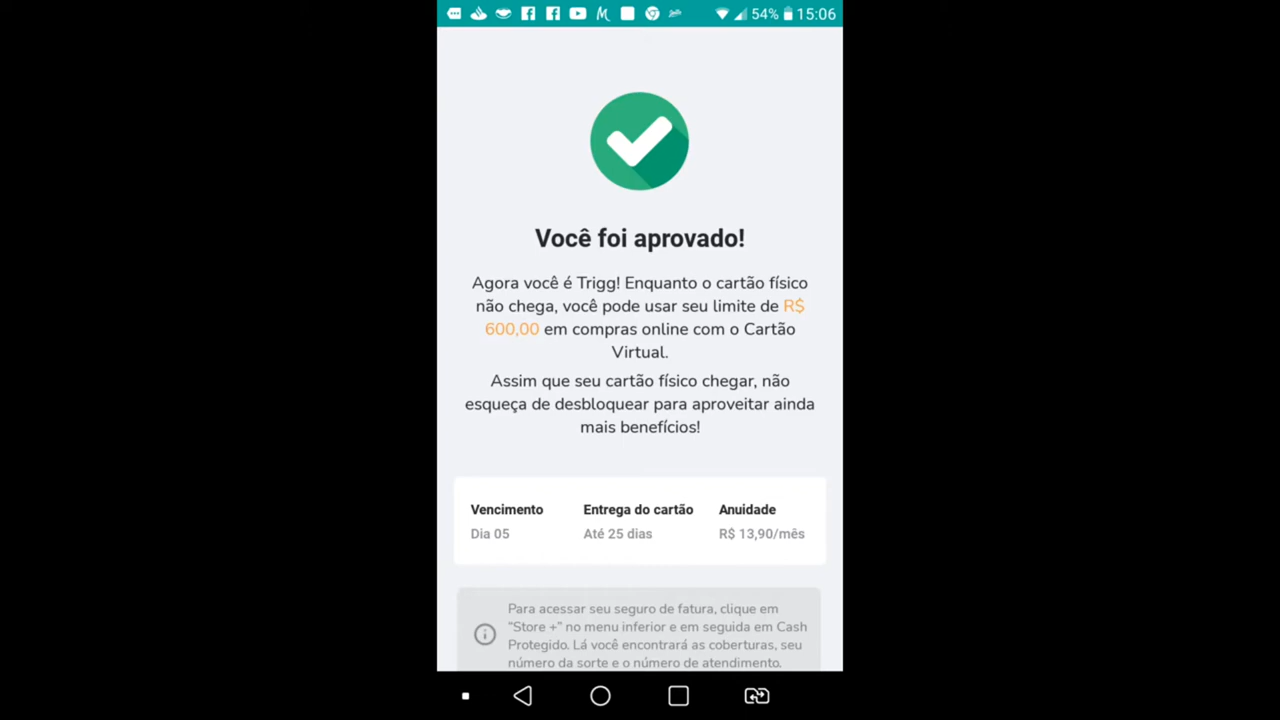 54% 15:06
Você foi aprovado!
Agora você é Trigg! Enquanto o cartão físico
não chega, você pode usar seu limite de R$
600,00 em compras online com o Cartão
Virtual.
Assim que seu cartão físico chegar, não
esqueça de desbloquear para aproveitar ainda
mais benefícios!
Vencimento Entrega do cartão Anuidade
Dia 05 Até 25 dias R$ 13,90/mês
Para acessar seu seguro de fatura, clique em
“Store +” no menu inferior e em seguida em Cash
Protegido. Lá você encontrará as coberturas, seu
número da sorte e o número de atendimento.